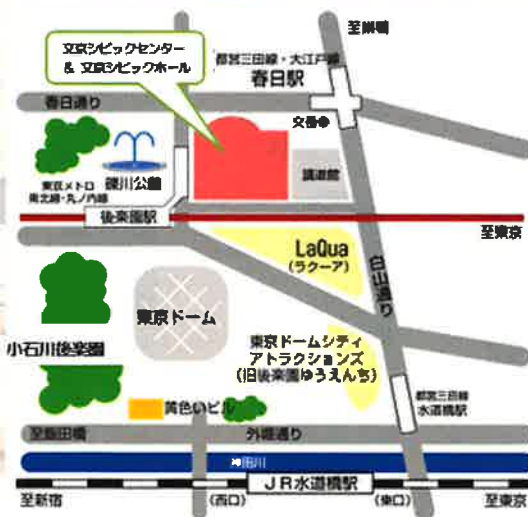 至巣鴨
文京シビックセンター
& 文京シビックホール
都営三田線・大江戸線
春日駅
春日通り
文番●
礫川公園
講道館
東京メトロ
南北線・丸ノ内線
後楽園駅
至東京
LaQua
(ラクーア)
白山通り
東京ドーム
小石川後楽園
東京ドームシティ
アトラクションズ
(旧後楽園ゆうえんち)
都営三田線
水道橋駅
黄色いビル
至飯田橋
外堀通り
神田川
JR水道橋駅
至新宿
(西口)
(東口)
至東京